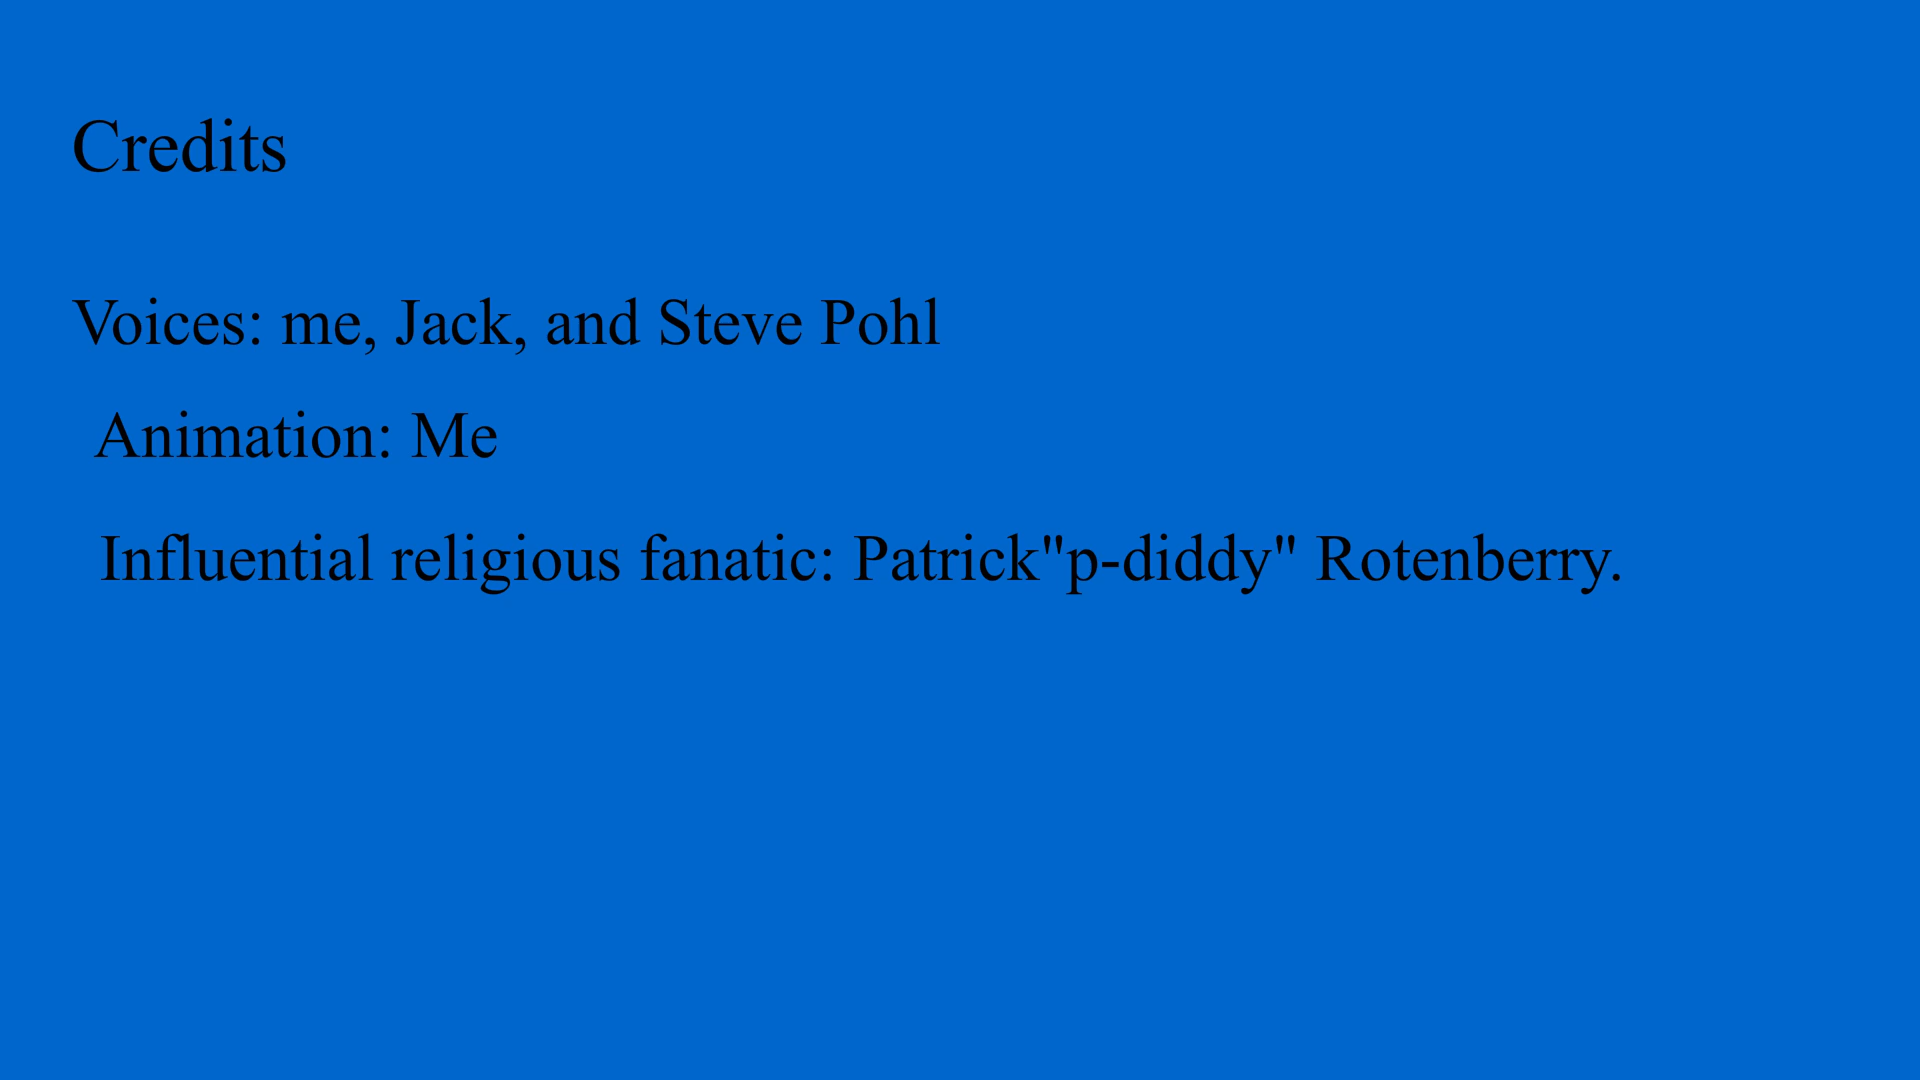 Credits
Voices: me, Jack, and Steve Pohl
Animation: Me
Influential religious fanatic: Patrick"p-diddy" Rotenberry.